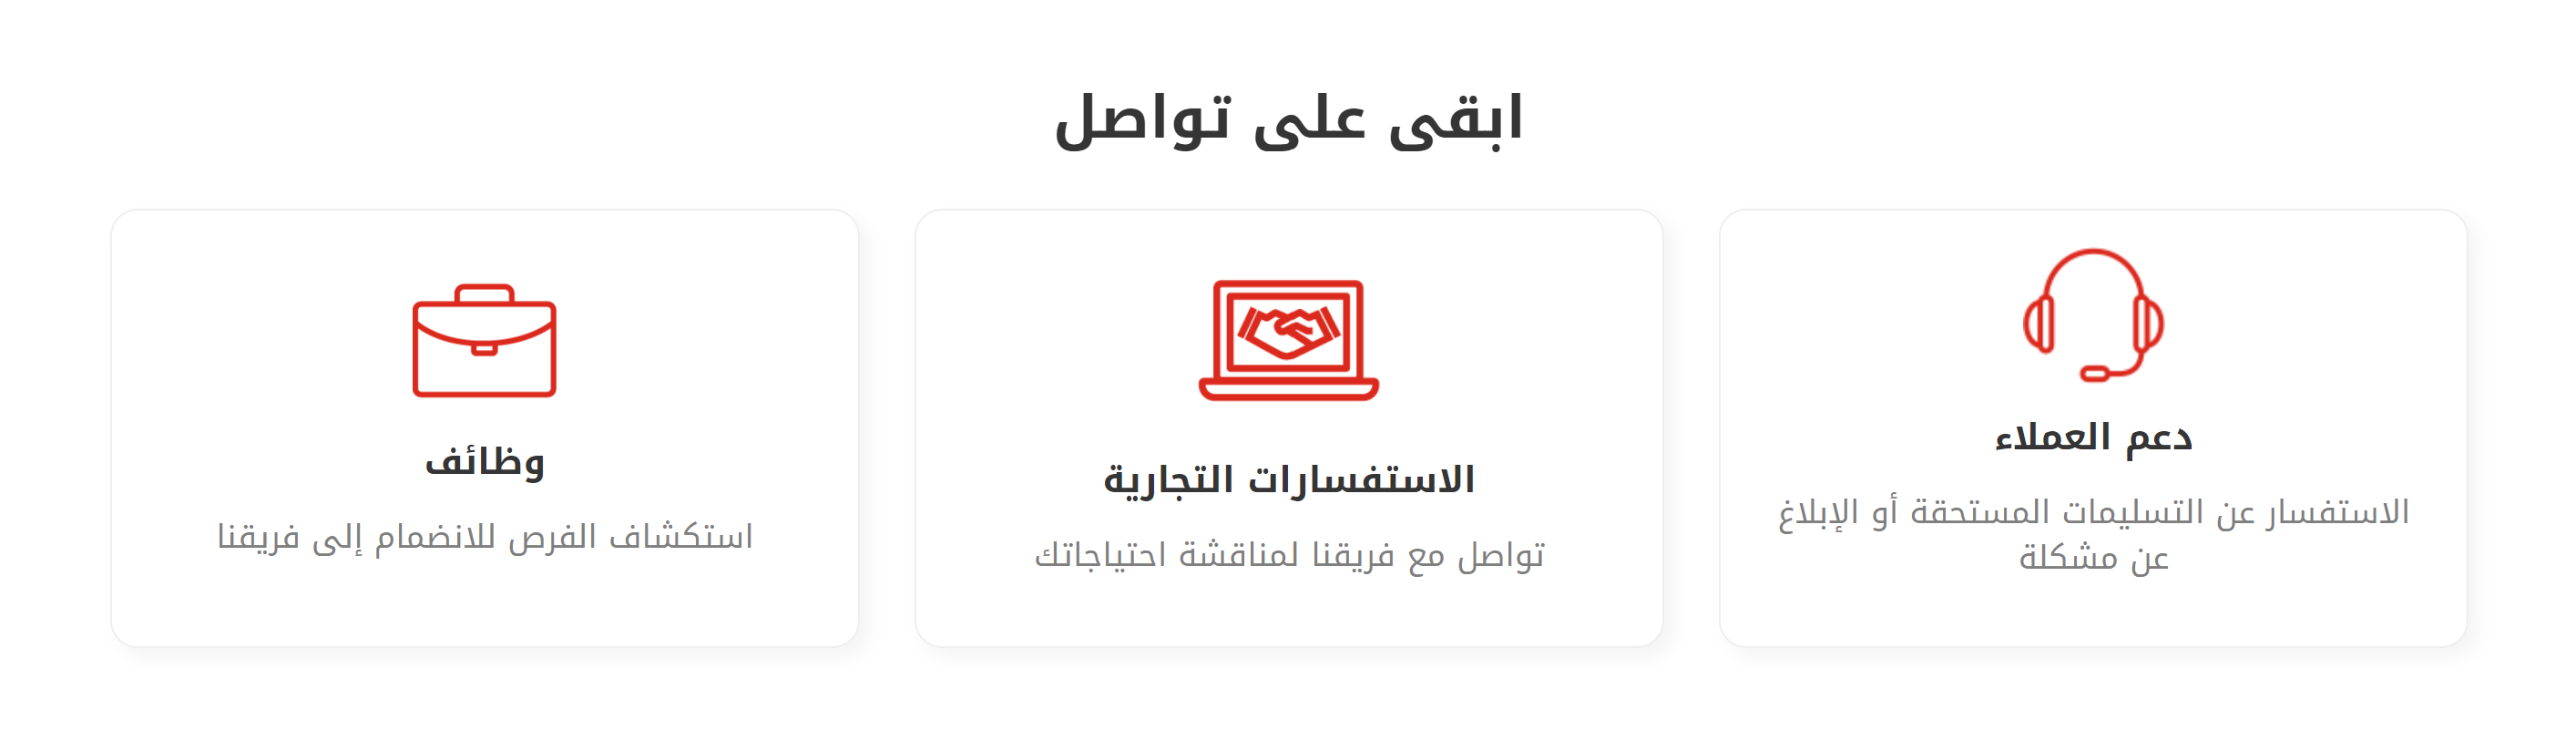 ابقى على تواصل
دعم العملاء
الاستفسار عن التسليمات المستحقة أو الإبلاغ
عن مشكلة
الاستفسارات التجارية
تواصل مع فريقنا لمناقشة احتياجاتك
وظائف
استكشاف الفرص للانضمام إلى فريقنا